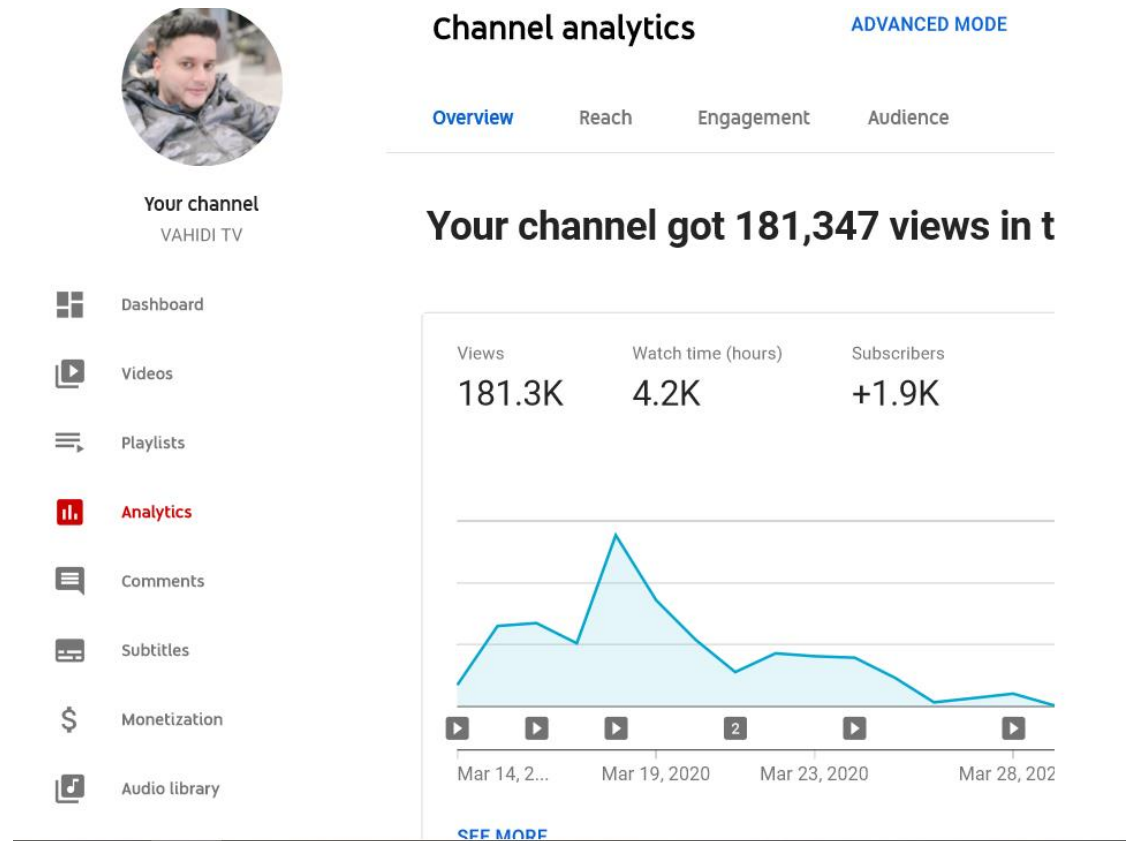 Channel analytics
ADVANCED MODE
Overview Reach Engagement Audience
Your channel
VAHIDI TV
Your channel got 181,347 views in t
Dashboard
Videos
Playlists
Analytics
Comments
Subtitles
Monetization
Audio library
Views Watch time (hours) Subscribers
181.3K 4.2K +1.9K
2
Mar 14, 2... Mar 19, 2020 Mar 23, 2020 Mar 28, 202
SEE MORE